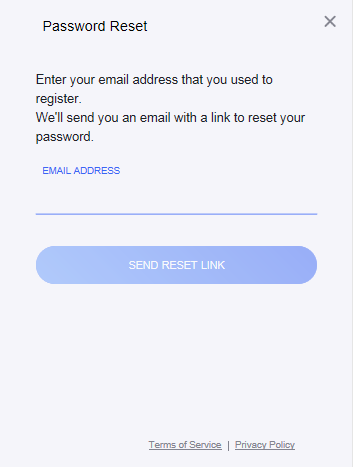 Password Reset
Enter your email address that you used to
register.
We'll send you an email with a link to reset your
password.
EMAIL ADDRESS
SEND RESET LINK
Terms of Service | Privacy Policy